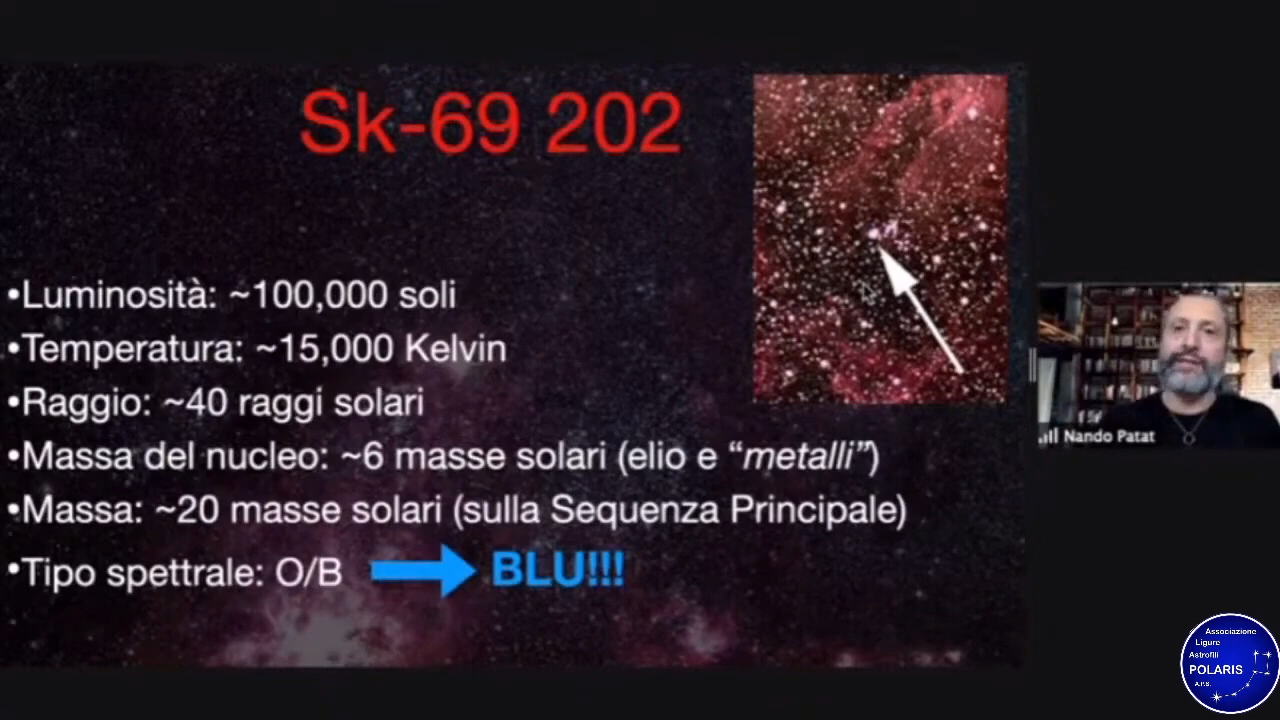 Sk-69 202
•Luminosità: ~100,000 soli
•Temperatura: ~15,000 Kelvin
•Raggio: ~40 raggi solari
•Massa del nucleo: ~6 masse solari (elio e “metalli”)
•Massa: ~20 masse solari (sulla Sequenza Principale)
•Tipo spettrale: O/B BLU!!!
Nando Patat
Associazione
Ligure
Astrofili
POLARIS
A.P.S.